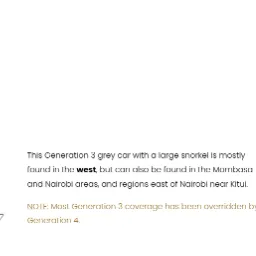 This Generation 3 grey car with a large snorkel is mostly
found in the west, but can also be found in the Mombasa
and Nairobi areas, and regions east of Nairobi near Kitui.
NOTE: Most Generation 3 coverage has been overridden by
Generation 4.